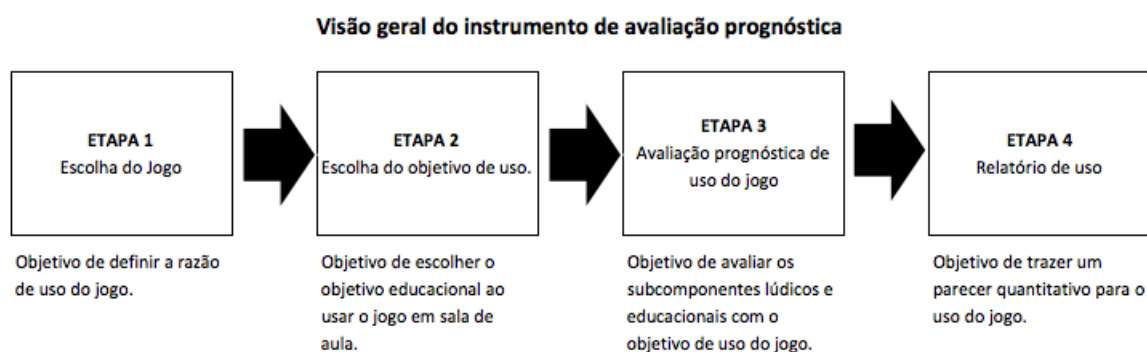 Visão geral do instrumento de avaliação prognóstica
ETAPA 1
Escolha do Jogo
ETAPA 2
Escolha do objetivo de uso.
ETAPA 3
Avaliação prognóstica de
uso do jogo
ETAPA 4
Relatório de uso
Objetivo de definir a razão
de uso do jogo.
Objetivo de escolher o
objetivo educacional ao
usar o jogo em sala de
aula.
Objetivo de avaliar os
subcomponentes lúdicos e
educacionais com o
objetivo de uso do jogo.
Objetivo de trazer um
parecer quantitativo para o
uso do jogo.